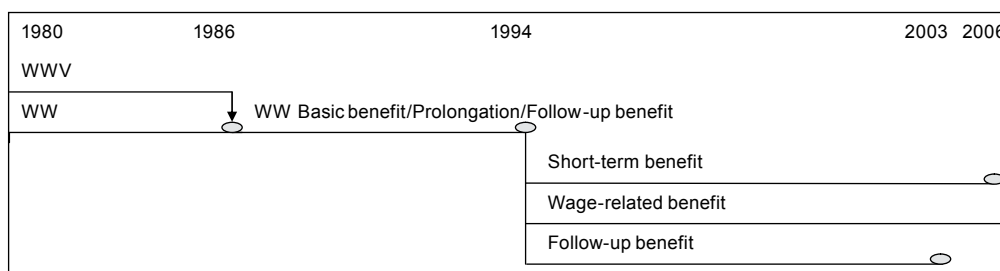 1980 1986 1994 2003 2006
WWV
WW WW Basic benefit/Prolongation/Follow-up benefit
Short-term benefit
Wage-related benefit
Follow-up benefit